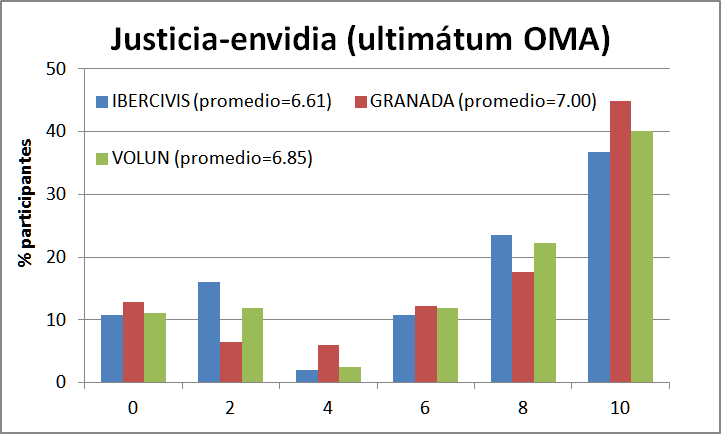 Justicia-envidia (ultimátum OMA)
50
IBERCIVIS (promedio=6.61) GRANADA (promedio=7.00)
40
VOLUN (promedio=6.85)
% participantes
30
20
10
0
0 2 4 6 8 10